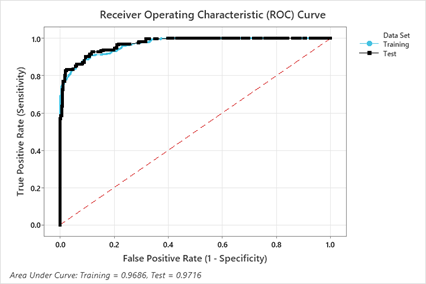 Receiver Operating Characteristic (ROC) Curve
Data Set
Training
Test
True Positive Rate (Sensitivity)
1.0
0.8
0.6
0.4
0.2
0.0
0.0 0.2 0.4 0.6 0.8 1.0
False Positive Rate (1 - Specificity)
Area Under Curve: Training = 0.9686, Test = 0.9716